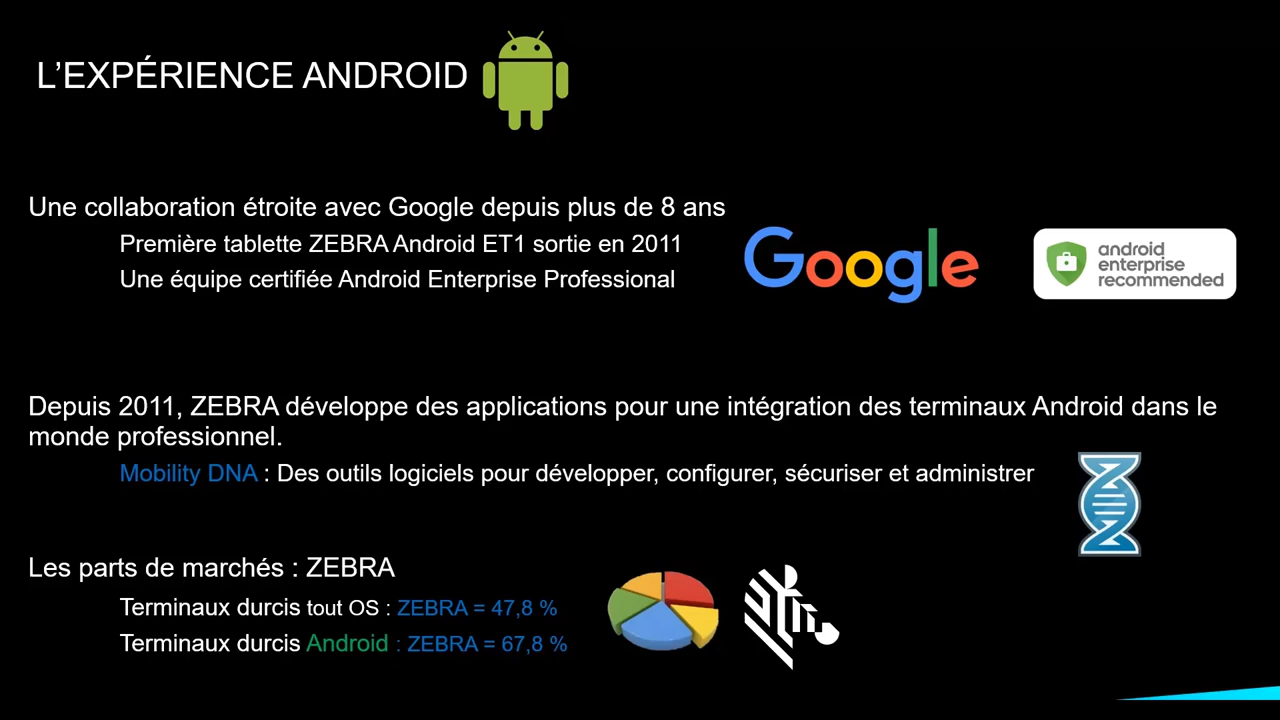 L’EXPÉRIENCE ANDROID
Une collaboration étroite avec Google depuis plus de 8 ans
Première tablette ZEBRA Android ET1 sortie en 2011
Une équipe certifiée Android Enterprise Professional
Google
android
enterprise
recommended
Depuis 2011, ZEBRA développe des applications pour une intégration des terminaux Android dans le
monde professionnel.
Mobility DNA : Des outils logiciels pour développer, configurer, sécuriser et administrer
Les parts de marchés : ZEBRA
Terminaux durcis tout OS : ZEBRA = 47,8 %
Terminaux durcis Android : ZEBRA = 67,8 %